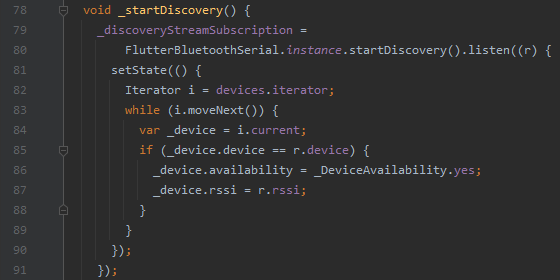 78 void _startDiscovery() {
79 _discoveryStreamSubscription =
80 FlutterBluetoothSerial.instance.startDiscovery().listen((r) {
81 setState(() {
82 Iterator i = devices.iterator;
83 while (i.moveNext()) {
84 var _device = i.current;
85 if (_device.device == r.device) {
86 _device.availability = _DeviceAvailability.yes;
87 _device.rssi = r.rssi;
88 }
89 }
90 });
91 });